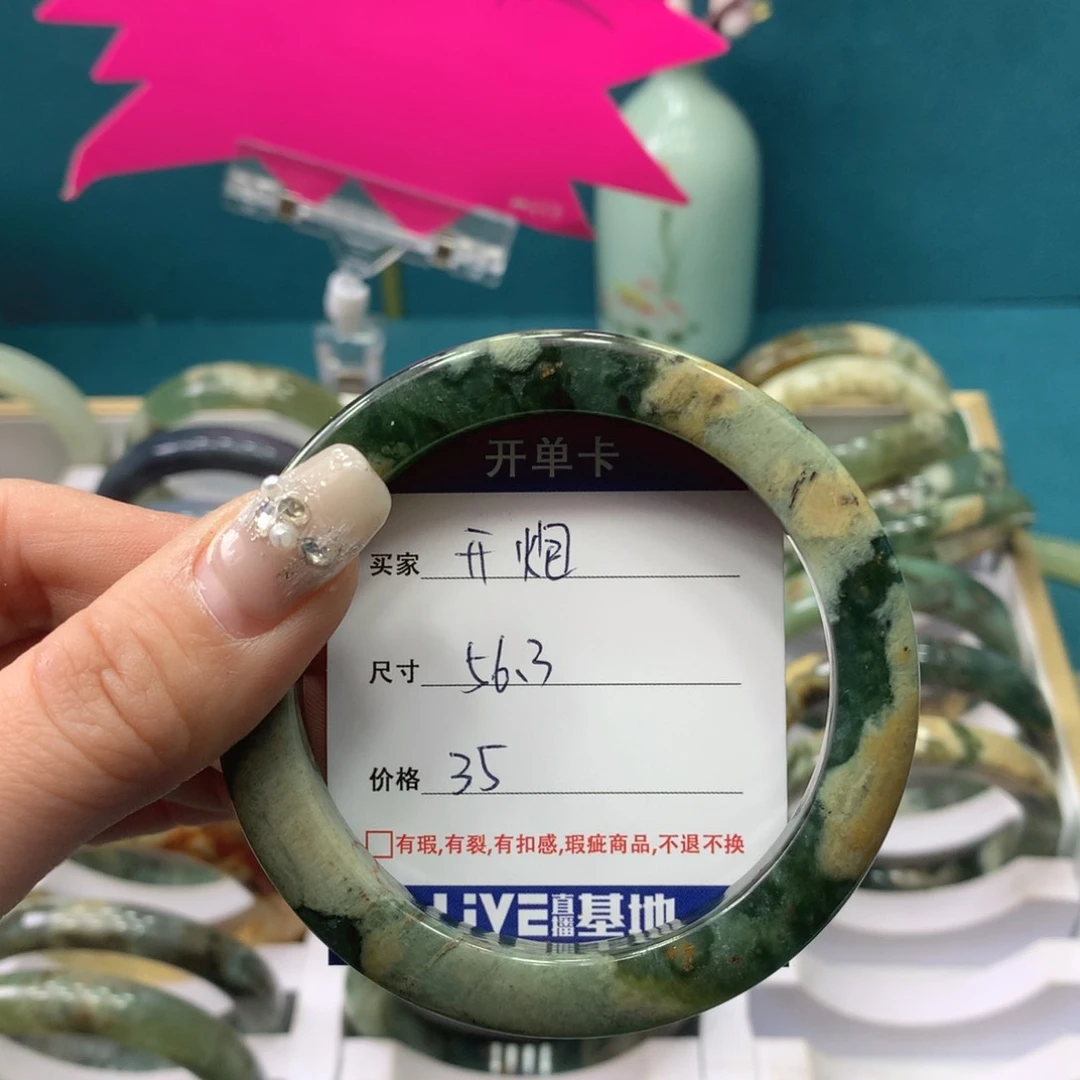 开单卡
买家 开烟
尺寸 56.3
价格 35
有瑕,有裂,有扣感,瑕疵商品,不退不换
LiVE直播基地